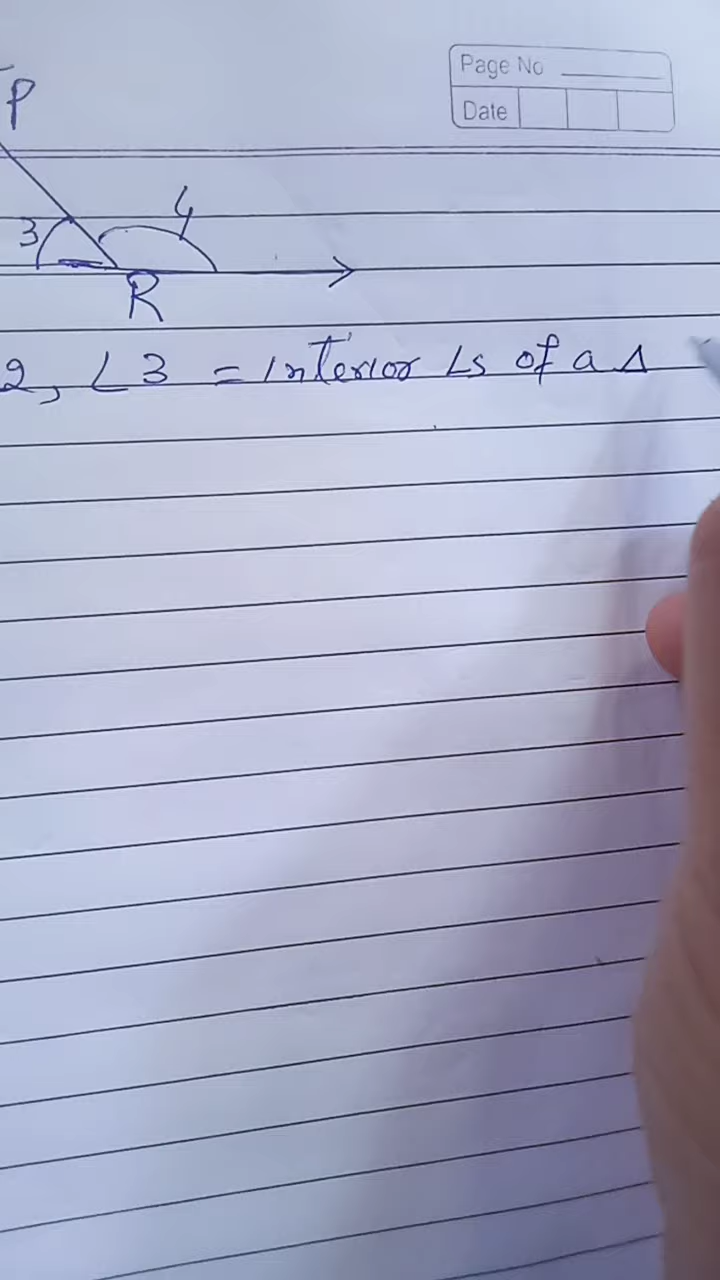 Page No
Date
P
4
3
R
2, ∠3 = interior ∠s of a Δ